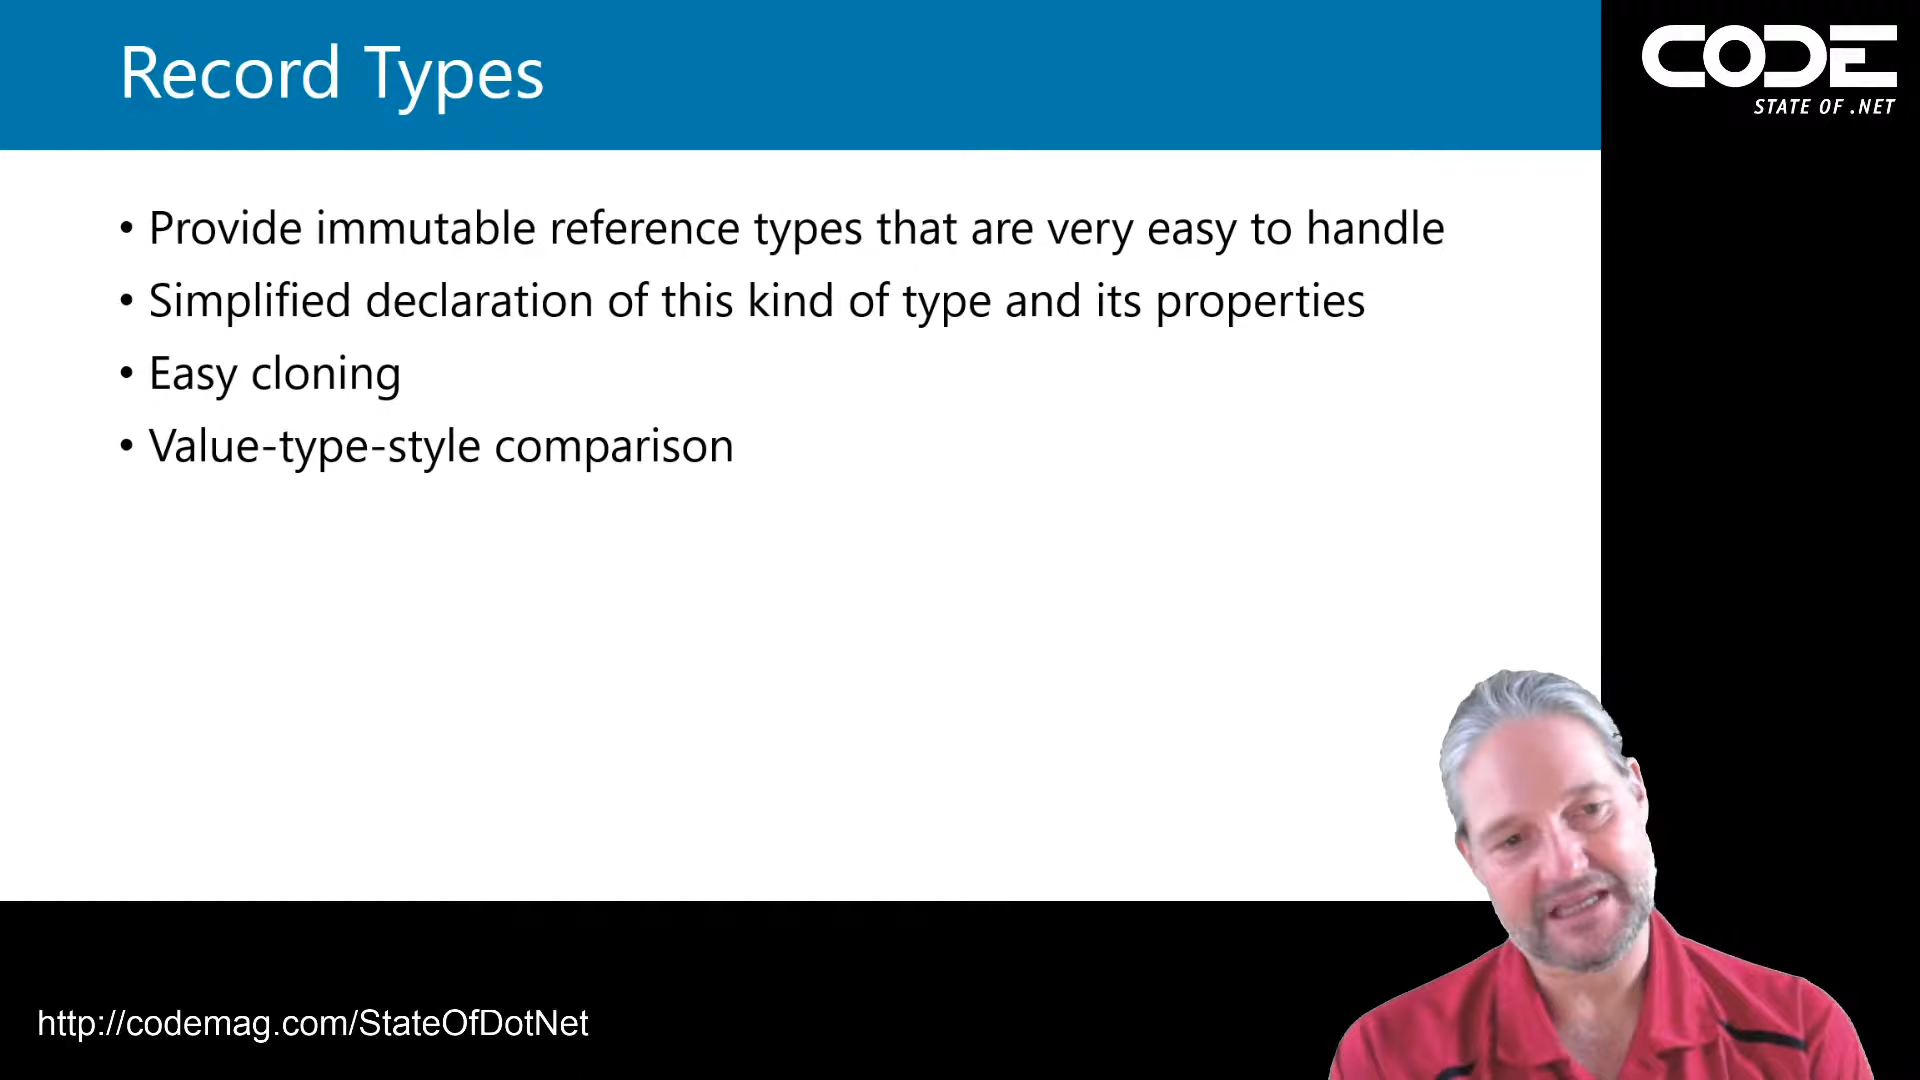 Record Types
CODE
STATE OF .NET
• Provide immutable reference types that are very easy to handle
• Simplified declaration of this kind of type and its properties
• Easy cloning
• Value-type-style comparison
http://codemag.com/StateOfDotNet